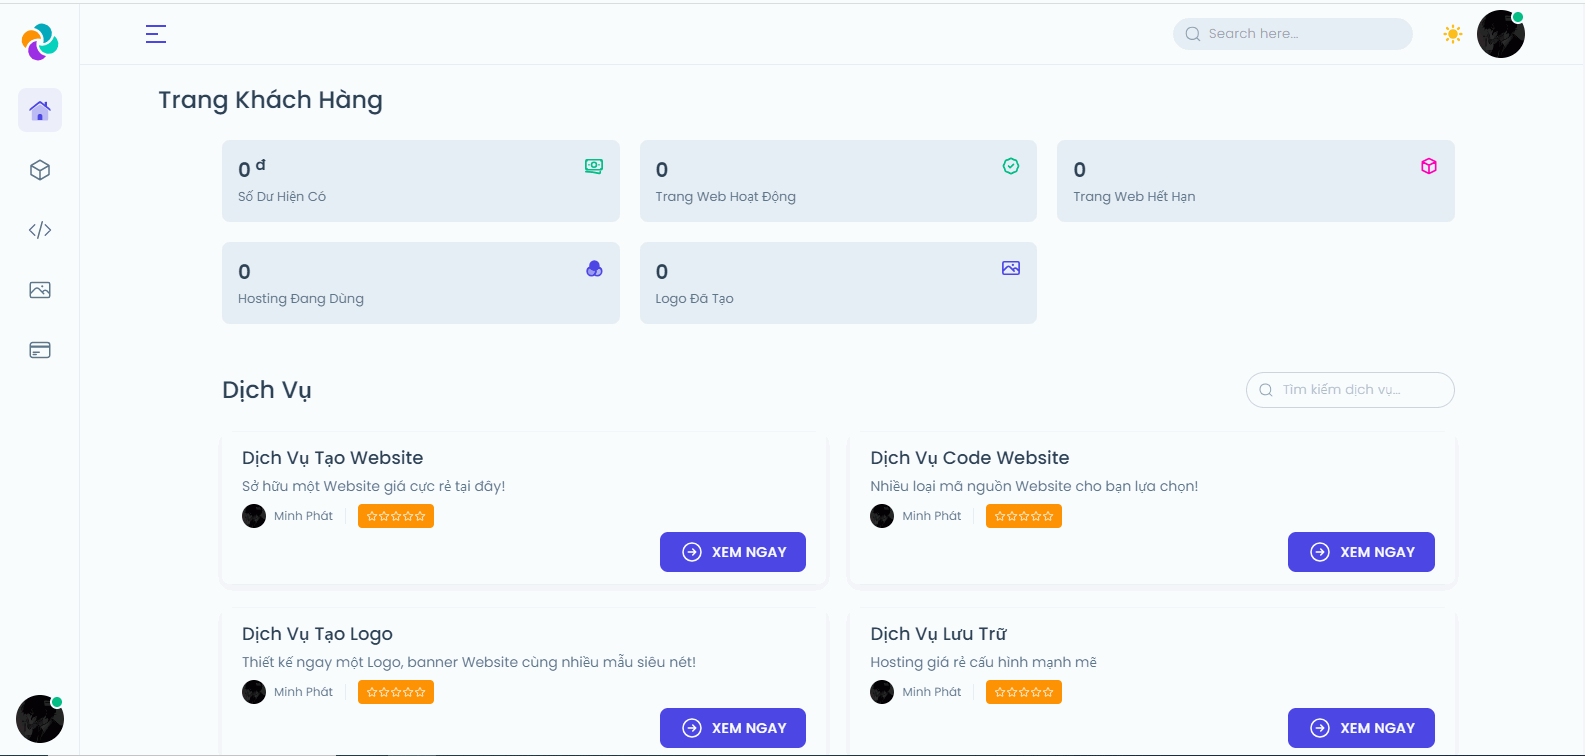 Search here...
Trang Khách Hàng
0 đ
Số Dư Hiện Có
0
Trang Web Hoạt Động
0
Trang Web Hết Hạn
0
Hosting Đang Dùng
0
Logo Đã Tạo
Dịch Vụ
Tìm kiếm dịch vụ...
Dịch Vụ Tạo Website
Sở hữu một Website giá cực rẻ tại đây!
Minh Phát
XEM NGAY
Dịch Vụ Code Website
Nhiều loại mã nguồn Website cho bạn lựa chọn!
Minh Phát
XEM NGAY
Dịch Vụ Tạo Logo
Thiết kế ngay một Logo, banner Website cùng nhiều mẫu siêu nét!
Minh Phát
XEM NGAY
Dịch Vụ Lưu Trữ
Hosting giá rẻ cấu hình mạnh mẽ
Minh Phát
XEM NGAY